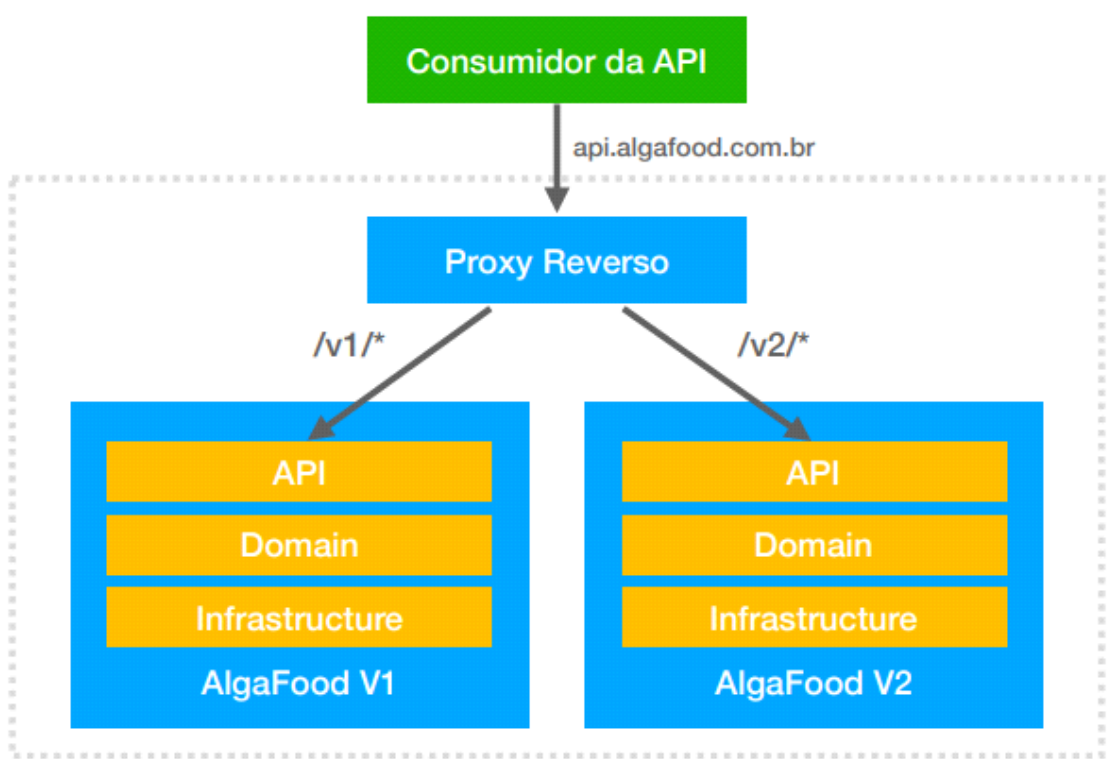 Consumidor da API
api.algafood.com.br
Proxy Reverso
/v1/*
/v2/*
API
Domain
Infrastructure
AlgaFood V1
API
Domain
Infrastructure
AlgaFood V2